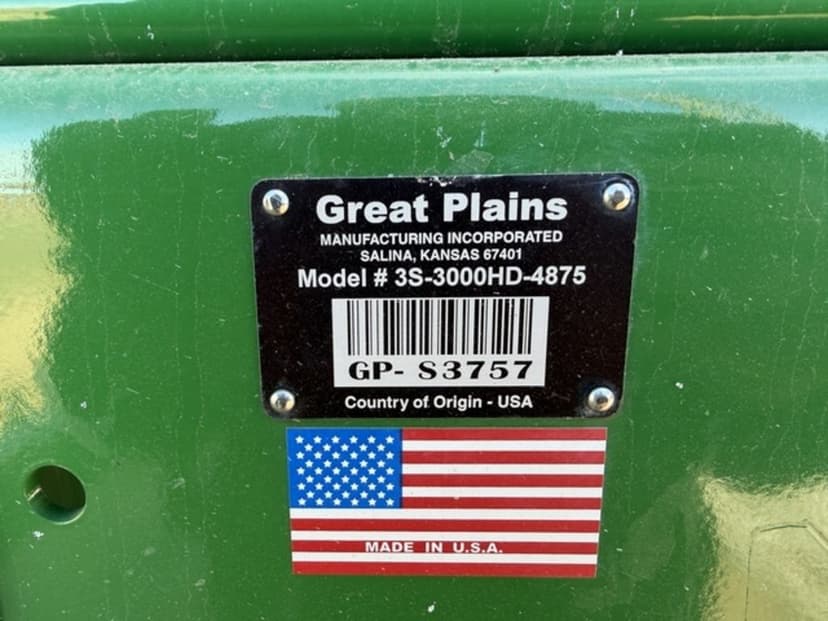 Great Plains
MANUFACTURING INCORPORATED
SALINA, KANSAS 67401
Model # 3S-3000HD-4875
GP- S3757
Country of Origin - USA
MADE IN U.S.A.